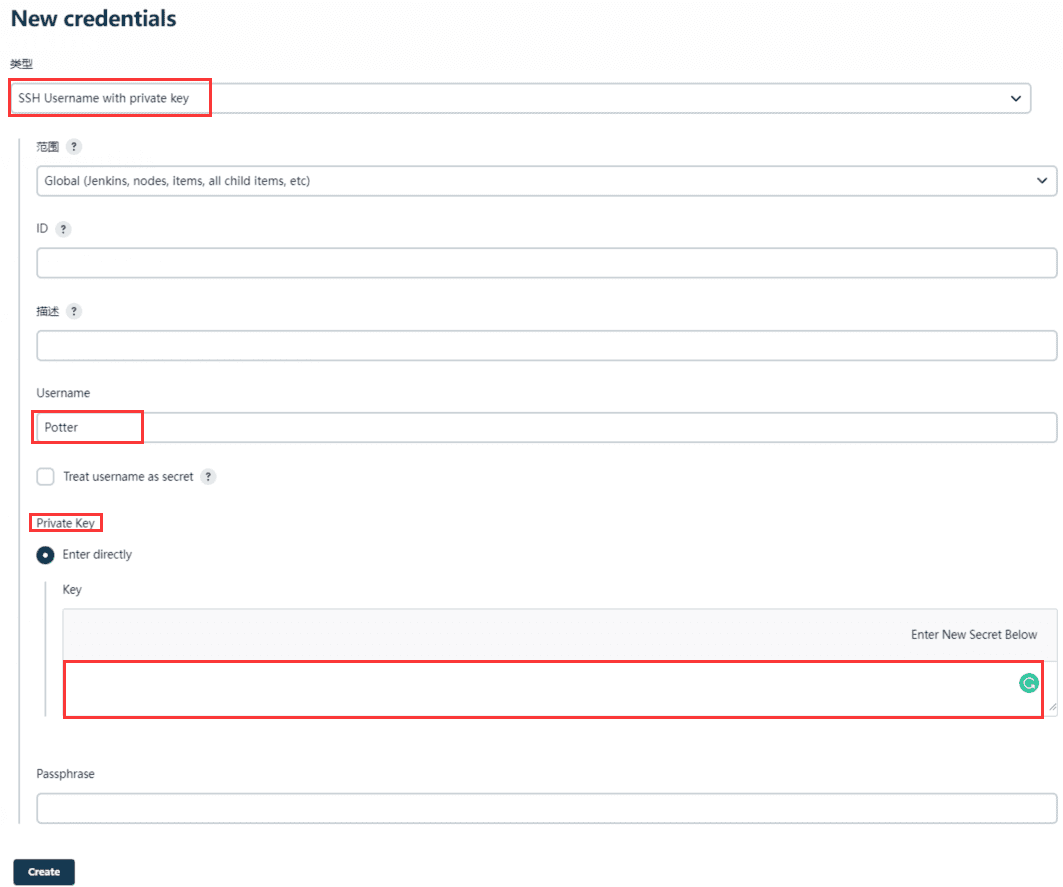 New credentials
类型
SSH Username with private key
范围 ?
Global (Jenkins, nodes, items, all child items, etc)
ID ?
描述 ?
Username
Potter
Treat username as secret ?
Private Key
Enter directly
Key
Enter New Secret Below
Passphrase
Create